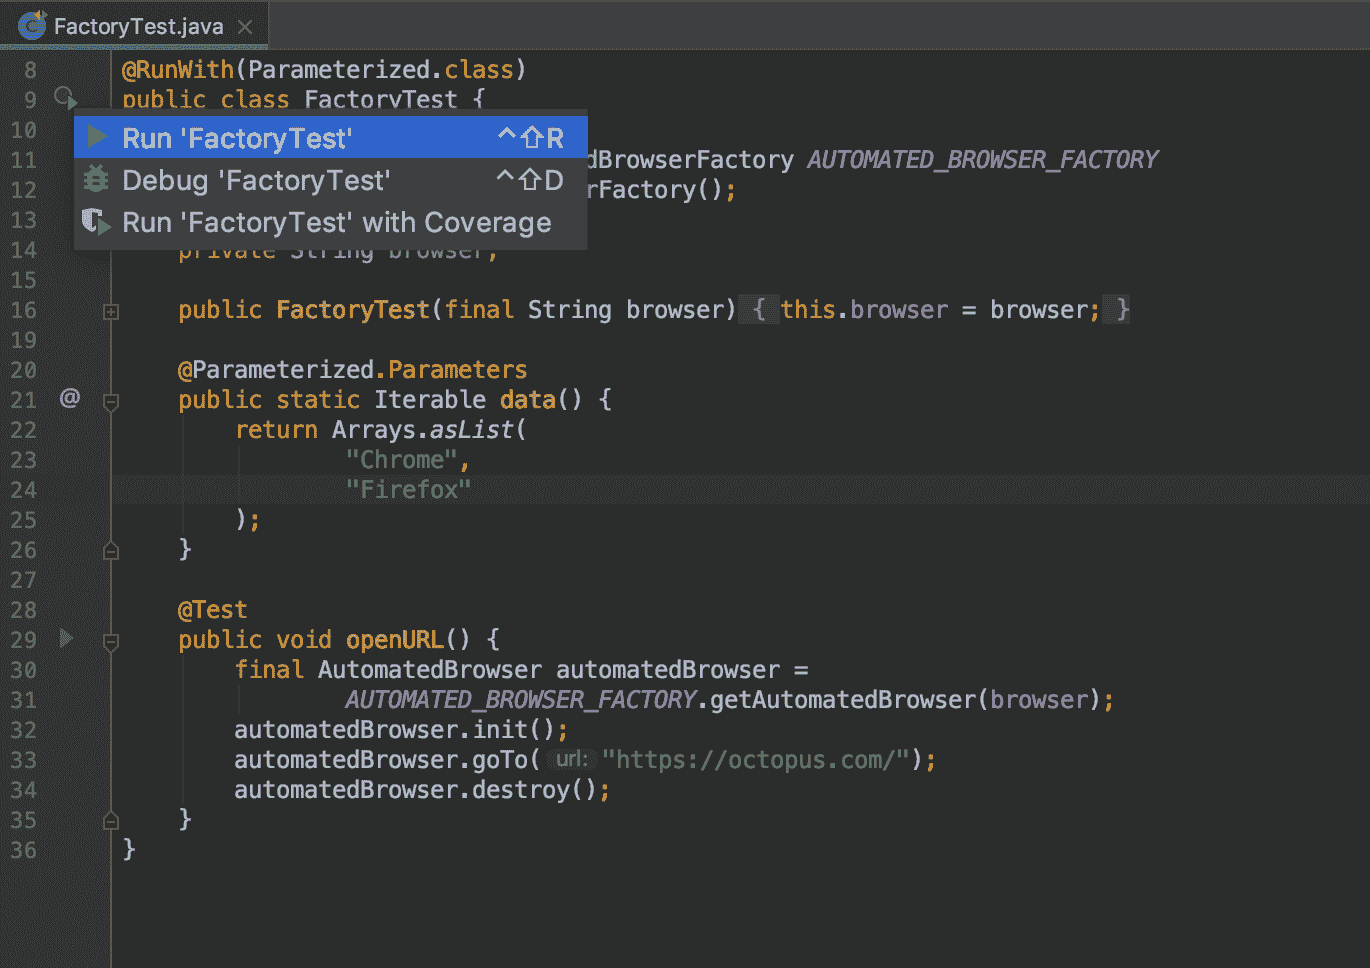 FactoryTest.java
8 @RunWith(Parameterized.class)
9 public class FactoryTest {
10
Run 'FactoryTest' ^⇧R
11 dBrowserFactory AUTOMATED_BROWSER_FACTORY
Debug 'FactoryTest' ^⇧D
12 rFactory();
13
Run 'FactoryTest' with Coverage
14 private String browser;
15
16 public FactoryTest(final String browser) { this.browser = browser; }
19
20 @Parameterized.Parameters
21 @ public static Iterable data() {
22 return Arrays.asList(
23 "Chrome",
24 "Firefox"
25 );
26 }
27
28 @Test
29 public void openURL() {
30 final AutomatedBrowser automatedBrowser =
31 AUTOMATED_BROWSER_FACTORY.getAutomatedBrowser(browser);
32 automatedBrowser.init();
33 automatedBrowser.goTo( url: "https://octopus.com/");
34 automatedBrowser.destroy();
35 }
36 }